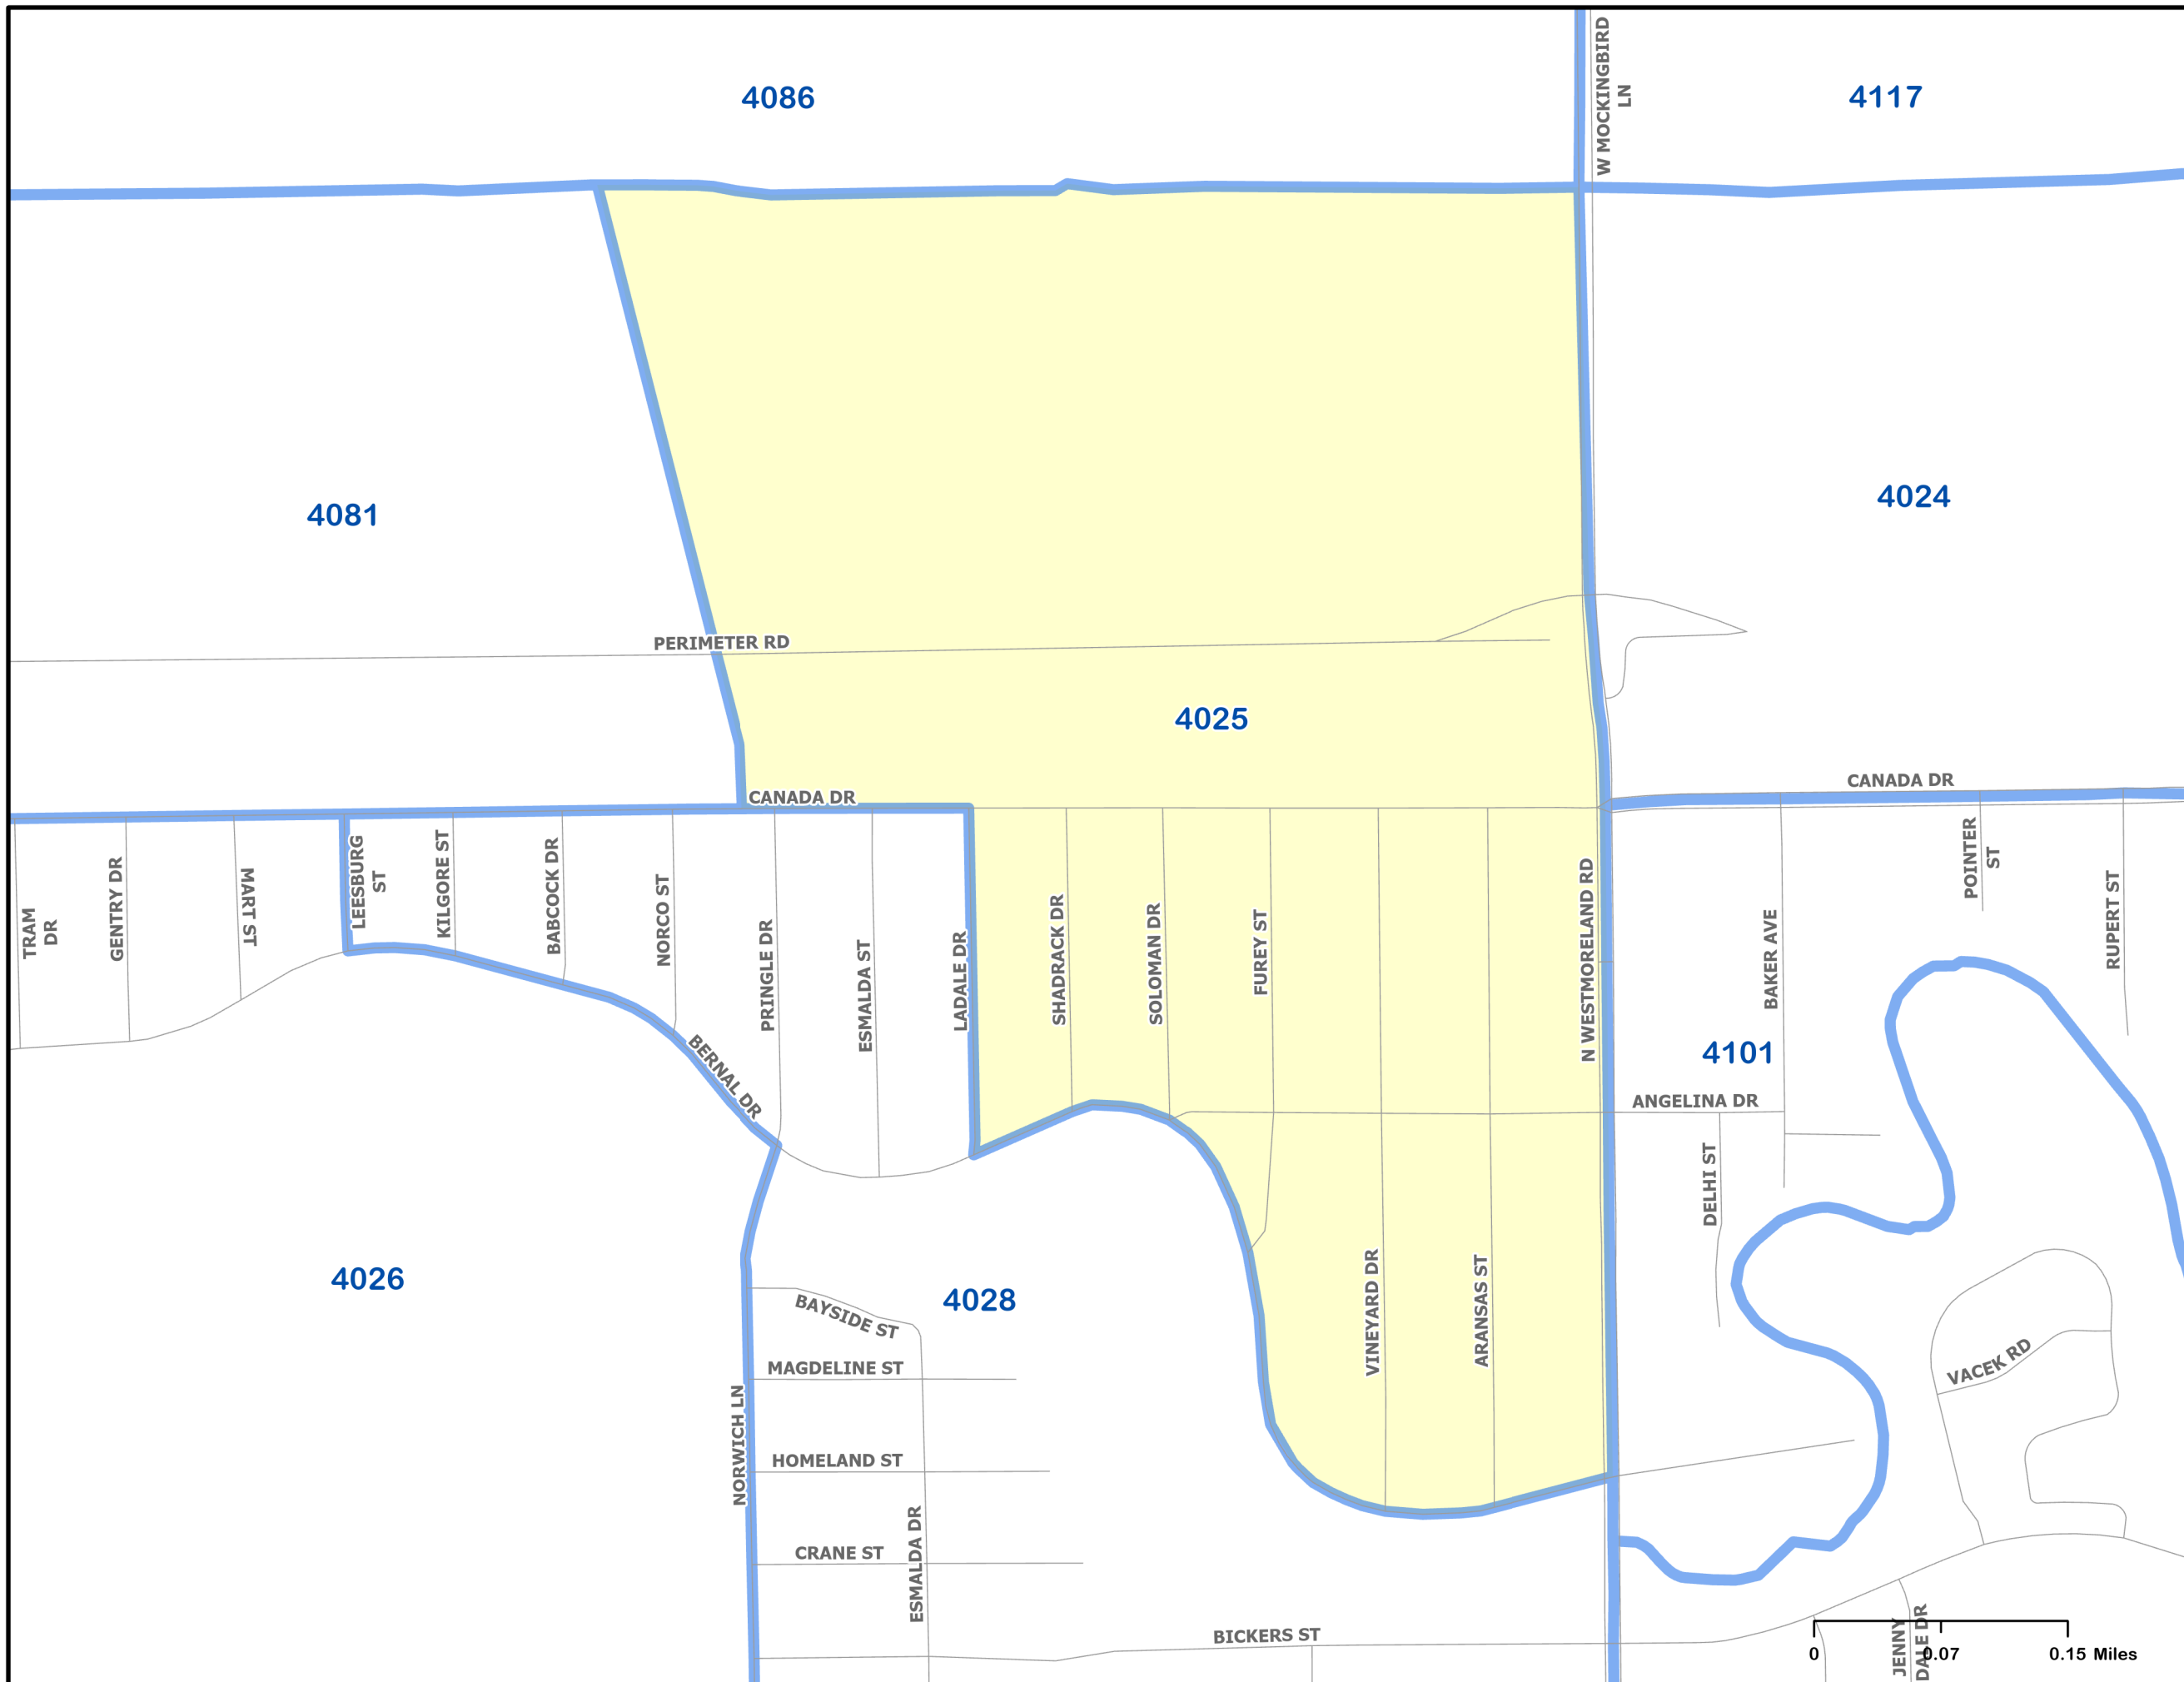 4086
W MOCKINGBIRD
LN
4117
4081
4024
PERIMETER RD
4025
CANADA DR
CANADA DR
TRAM
DR
GENTRY DR
MART ST
LEESBURG
ST
KILGORE ST
BABCOCK DR
NORCO ST
PRINGLE DR
ESMALDA ST
LADALE DR
SHADRACK DR
SOLOMAN DR
FUREY ST
N WESTMORELAND RD
BAKER AVE
POINTER
ST
RUPERT ST
BERNAL DR
4101
ANGELINA DR
DELHI ST
4026
4028
BAYSIDE ST
VINEYARD DR
ARANSAS ST
MAGDELINE ST
VACEK RD
NORWICH LN
HOMELAND ST
CRANE ST
ESMALDA DR
BICKERS ST
JENNY
DALE DR
0 0.07 0.15 Miles